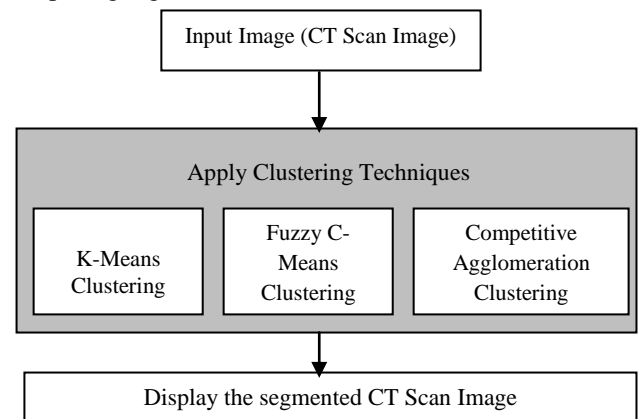 Input Image (CT Scan Image)
Apply Clustering Techniques
K-Means
Clustering
Fuzzy C-
Means
Clustering
Competitive
Agglomeration
Clustering
Display the segmented CT Scan Image